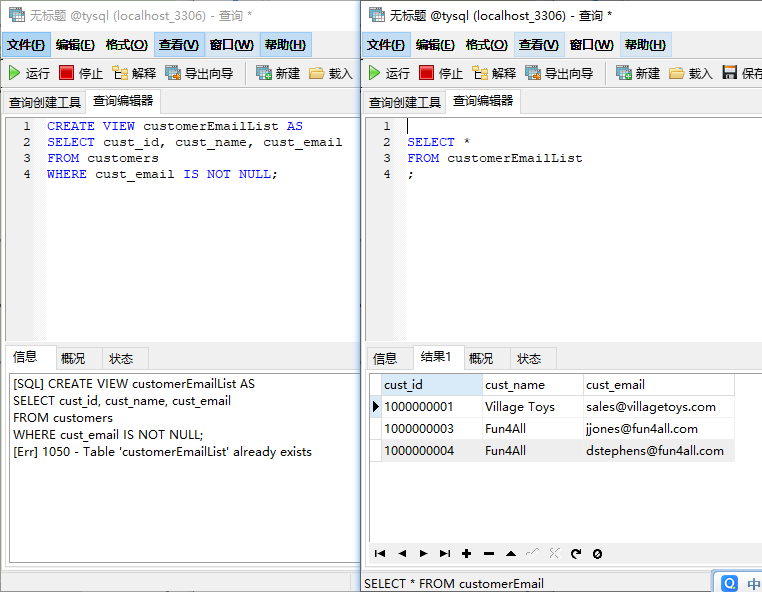 无标题 @tysql (localhost_3306) - 查询 *
文件(F) 编辑(E) 格式(O) 查看(V) 窗口(W) 帮助(H)
运行 停止 解释 导出向导 新建 载入
查询创建工具 查询编辑器
1 CREATE VIEW customerEmailList AS
2 SELECT cust_id, cust_name, cust_email
3 FROM customers
4 WHERE cust_email IS NOT NULL;
信息 概况 状态
[SQL] CREATE VIEW customerEmailList AS
SELECT cust_id, cust_name, cust_email
FROM customers
WHERE cust_email IS NOT NULL;
[Err] 1050 - Table 'customerEmailList' already exists
无标题 @tysql (localhost_3306) - 查询 *
文件(F) 编辑(E) 格式(O) 查看(V) 窗口(W) 帮助(H)
运行 停止 解释 导出向导 新建 载入 保存
查询创建工具 查询编辑器
1
2 SELECT *
3 FROM customerEmailList
4 ;
信息 结果1 概况 状态
cust_id cust_name cust_email
1000000001 Village Toys sales@villagetoys.com
1000000003 Fun4All jjones@fun4all.com
1000000004 Fun4All dstephens@fun4all.com
SELECT * FROM customerEmail
中